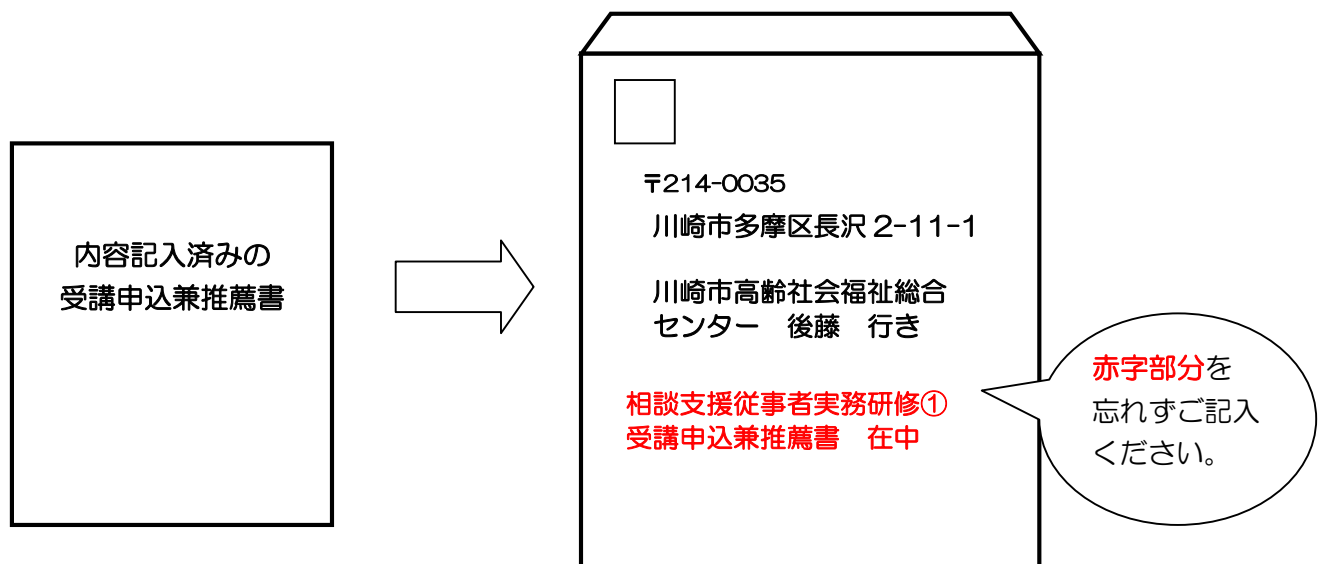 内容記入済みの
受講申込兼推薦書
〒214-0035
川崎市多摩区長沢 2-11-1
川崎市高齢社会福祉総合
センター　後藤　行き
相談支援従事者実務研修①
受講申込兼推薦書　在中
赤字部分を
忘れずご記入
ください。